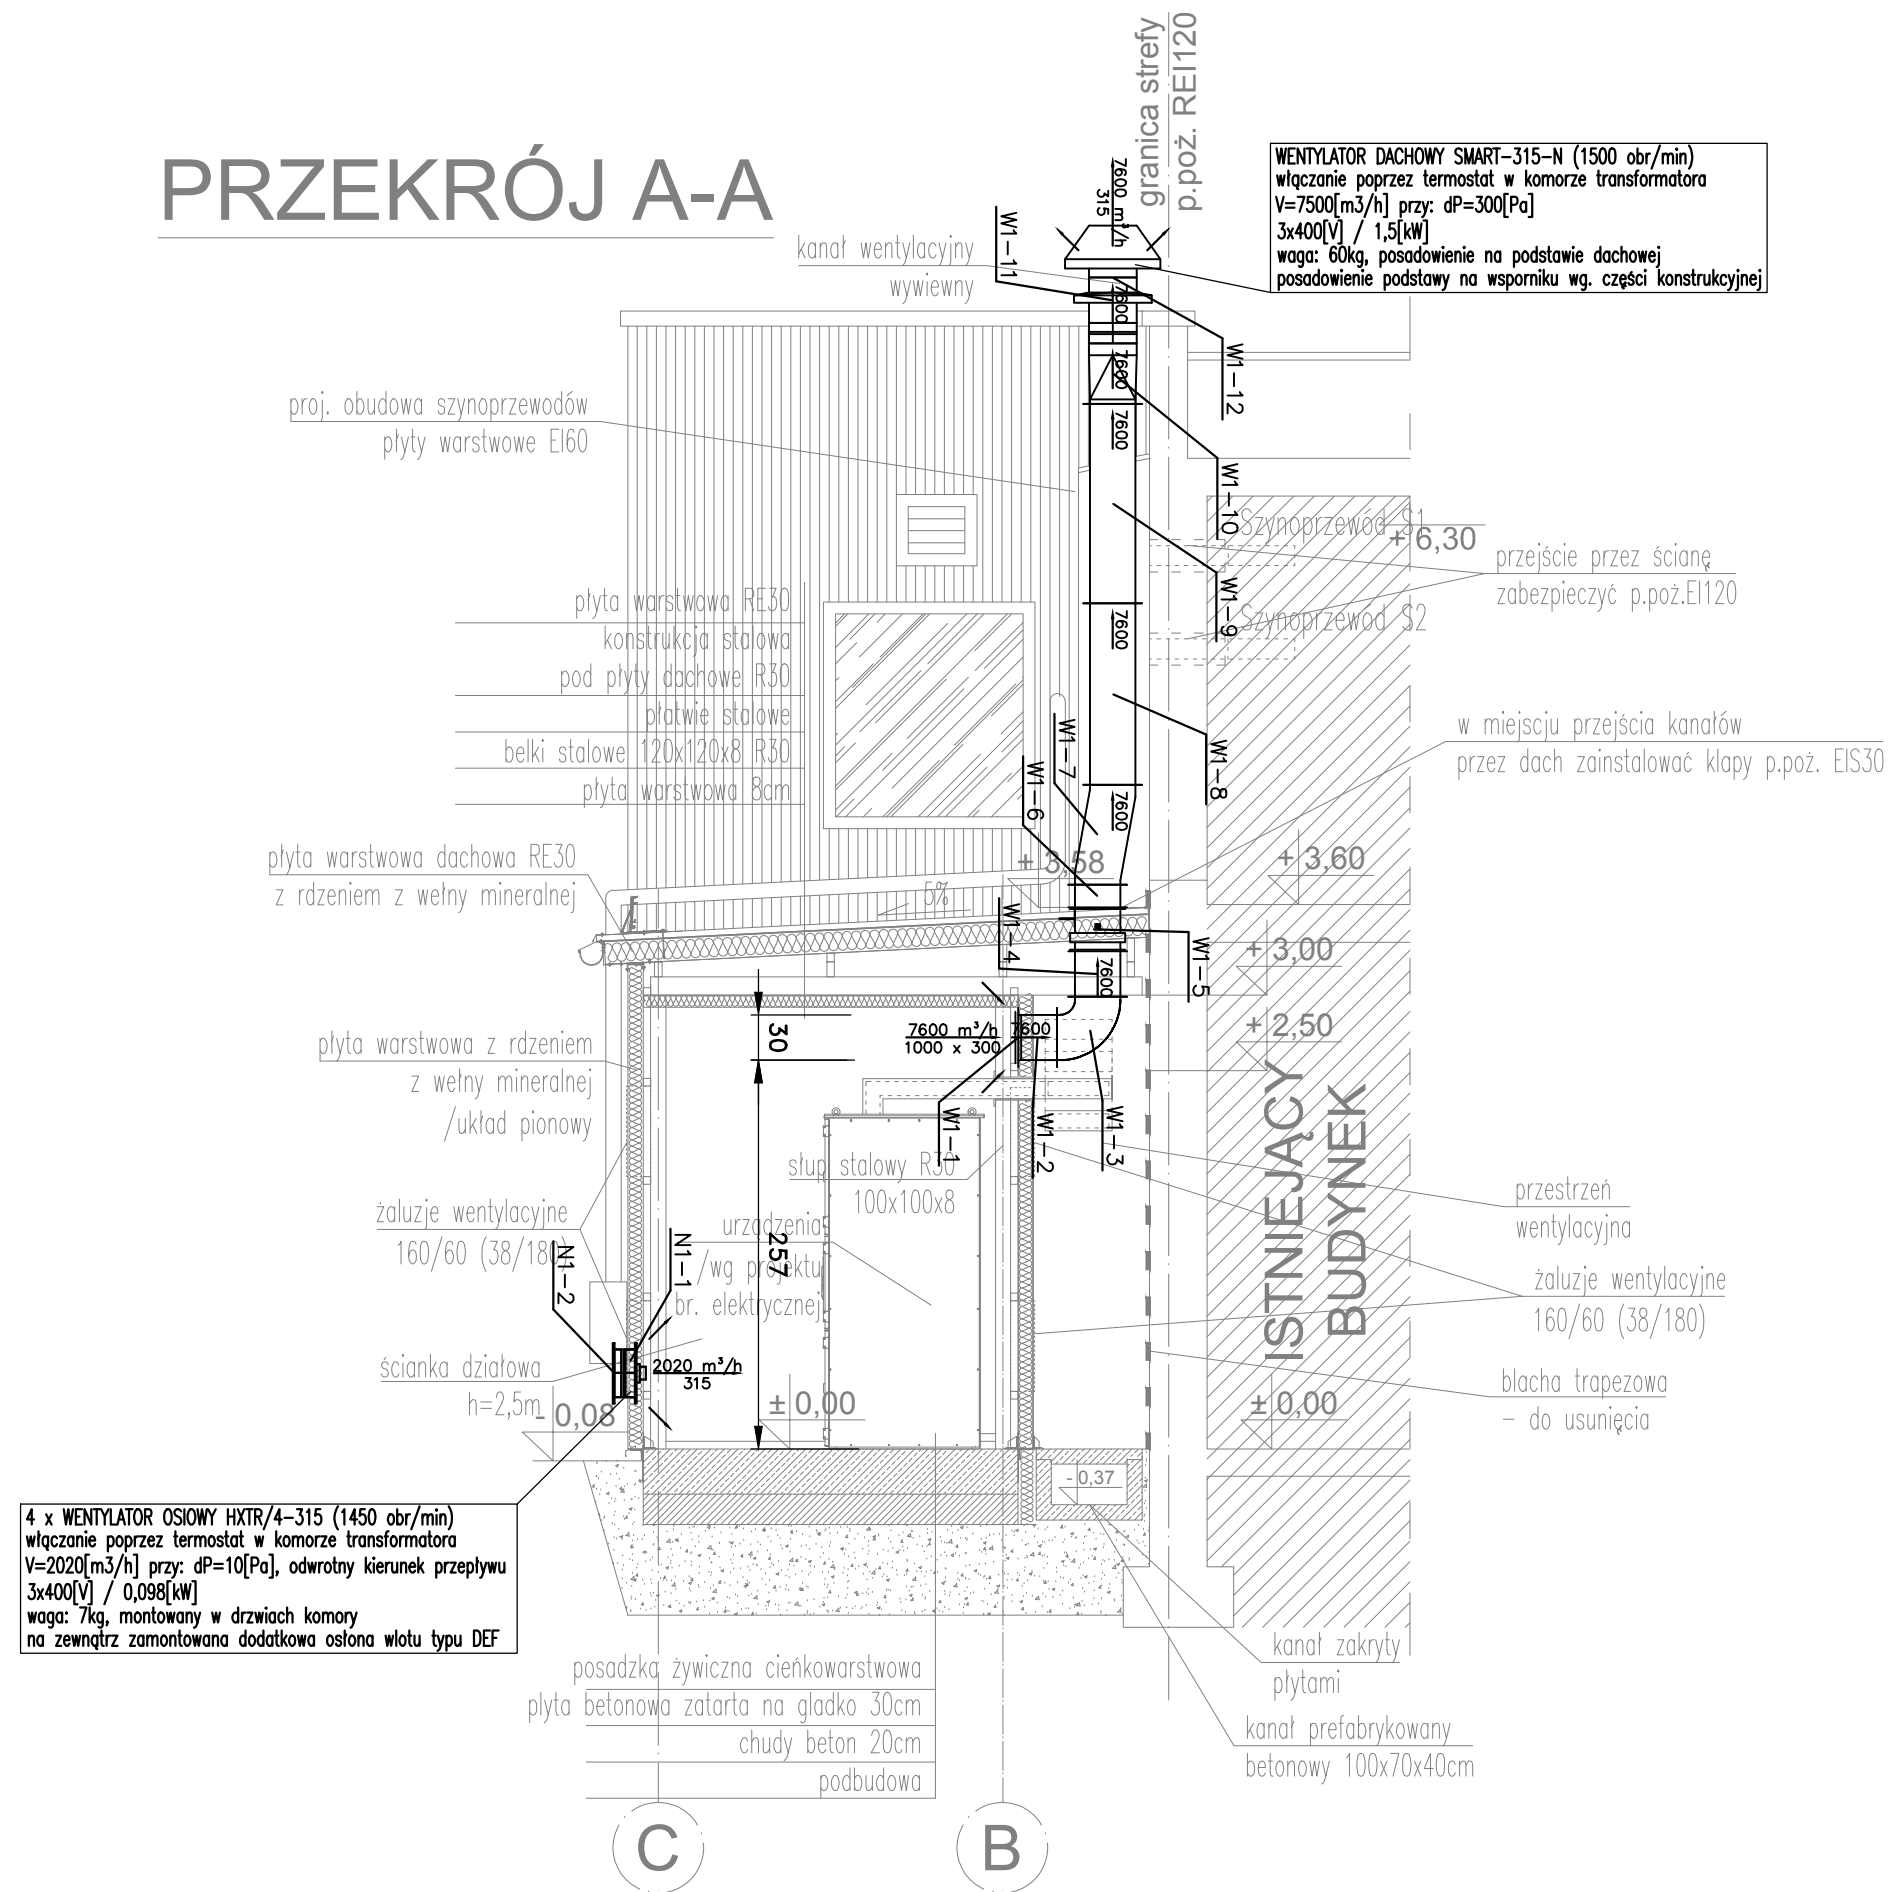 PRZEKRÓJ A-A
granica strefy
p.poż. REI120
WENTYLATOR DACHOWY SMART-315-N (1500 obr/min)
włączanie poprzez termostat w komorze transformatora
V=7500[m3/h] przy: dP=300[Pa]
3x400[V] / 1,5[kW]
waga: 60kg, posadowienie na podstawie dachowej
posadowienie podstawy na wsporniku wg. części konstrukcyjnej
7600 m³/h
315
W1-11
kanał wentylacyjny
wywiewny
7600
7600
W1-12
proj. obudowa szynoprzewodów
płyty warstwowe EI60
7600
W1-10
Szynoprzewód S1
+ 6,30
przejście przez ścianę
zabezpieczyć p.poż.EI120
W1-9
Szynoprzewód S2
7600
płyta warstwowa RE30
konstrukcja stalowa
pod płyty dachowe R30
płatwie stalowe
belki stalowe 120x120x8 R30
płyta warstwowa 8cm
W1-7
W1-6
W1-8
w miejscju przejścia kanałów
przez dach zainstalować klapy p.poż. EIS30
7600
płyta warstwowa dachowa RE30
z rdzeniem z wełny mineralnej
+ 3,58
+ 3,60
5%
W1-4
W1-5
+ 3,00
7600
30
7600 m³/h
1000 x 300
7600
+ 2,50
płyta warstwowa z rdzeniem
z wełny mineralnej
/układ pionowy
W1-1
W1-2
W1-3
ISTNIEJĄCY
BUDYNEK
słup stalowy R30
100x100x8
przestrzeń
wentylacyjna
żaluzje wentylacyjne
160/60 (38/180)
N1-2
N1-1
urządzenia
/wg projektu
br. elektrycznej
257
żaluzje wentylacyjne
160/60 (38/180)
ścianka działowa
h=2,5m
2020 m³/h
315
blacha trapezowa
- do usunięcia
- 0,08
± 0,00
± 0,00
- 0,37
4 x WENTYLATOR OSIOWY HXTR/4-315 (1450 obr/min)
włączanie poprzez termostat w komorze transformatora
V=2020[m3/h] przy: dP=10[Pa], odwrotny kierunek przepływu
3x400[V] / 0,098[kW]
waga: 7kg, montowany w drzwiach komory
na zewnątrz zamontowana dodatkowa osłona wlotu typu DEF
kanał zakryty
płytami
posadzka żywiczna cieńkowarstwowa
plyta betonowa zatarta na gladko 30cm
chudy beton 20cm
podbudowa
kanał prefabrykowany
betonowy 100x70x40cm
C
B